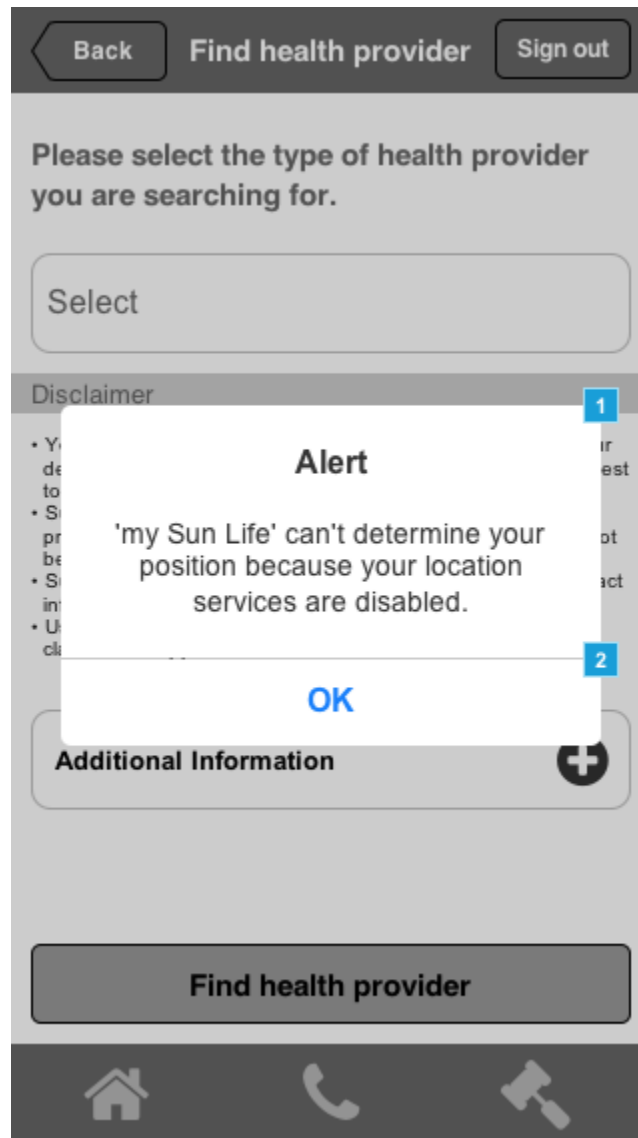 Back
Find health provider
Sign out
Please select the type of health provider
you are searching for.
Select
Disclaimer
1
Alert
'my Sun Life' can't determine your
position because your location
services are disabled.
2
OK
Additional Information
Find health provider